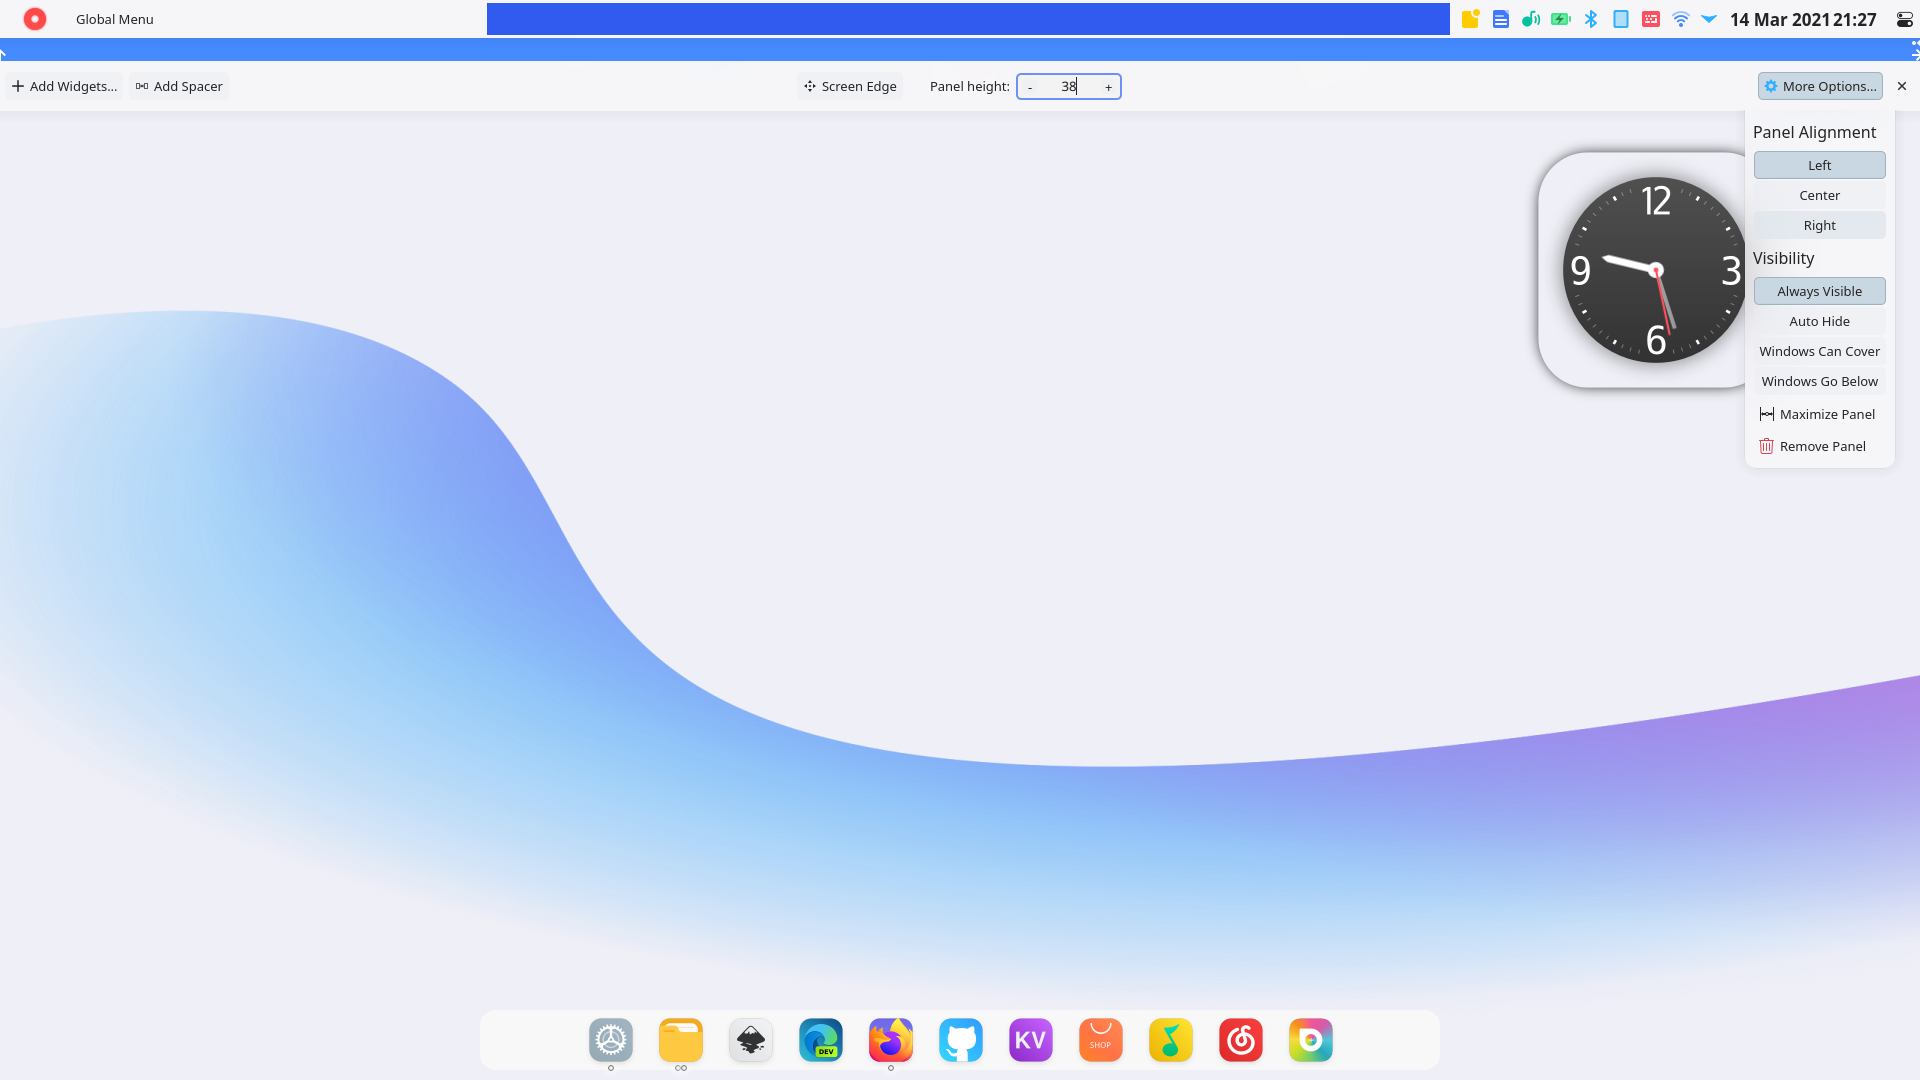 Global Menu
14 Mar 2021 21:27
Add Widgets...
Add Spacer
Screen Edge
Panel height:
- 38 +
More Options...
Panel Alignment
Left
Center
Right
Visibility
Always Visible
Auto Hide
Windows Can Cover
Windows Go Below
Maximize Panel
Remove Panel
12
9
3
6
DEV
KV
SHOP